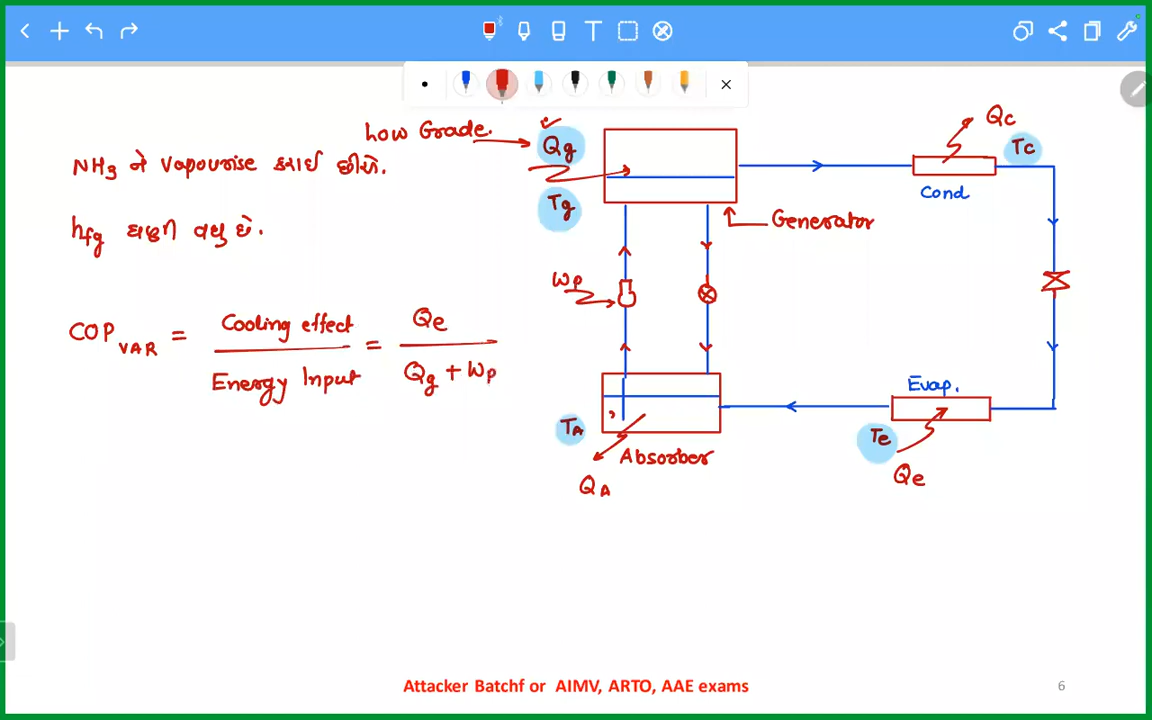 Low Grade.
Qg
NH3 ને vapourise કરાઈ છીએ.
Tg
hfg ઘણી વધુ છે.
Generator
Qc
Tc
Cond
Wp
COP VAR = Cooling effect / Energy Input = Qe / Qg + Wp
TA
Absorber
QA
Evap.
Te
Qe
Attacker Batchf or AIMV, ARTO, AAE exams
6